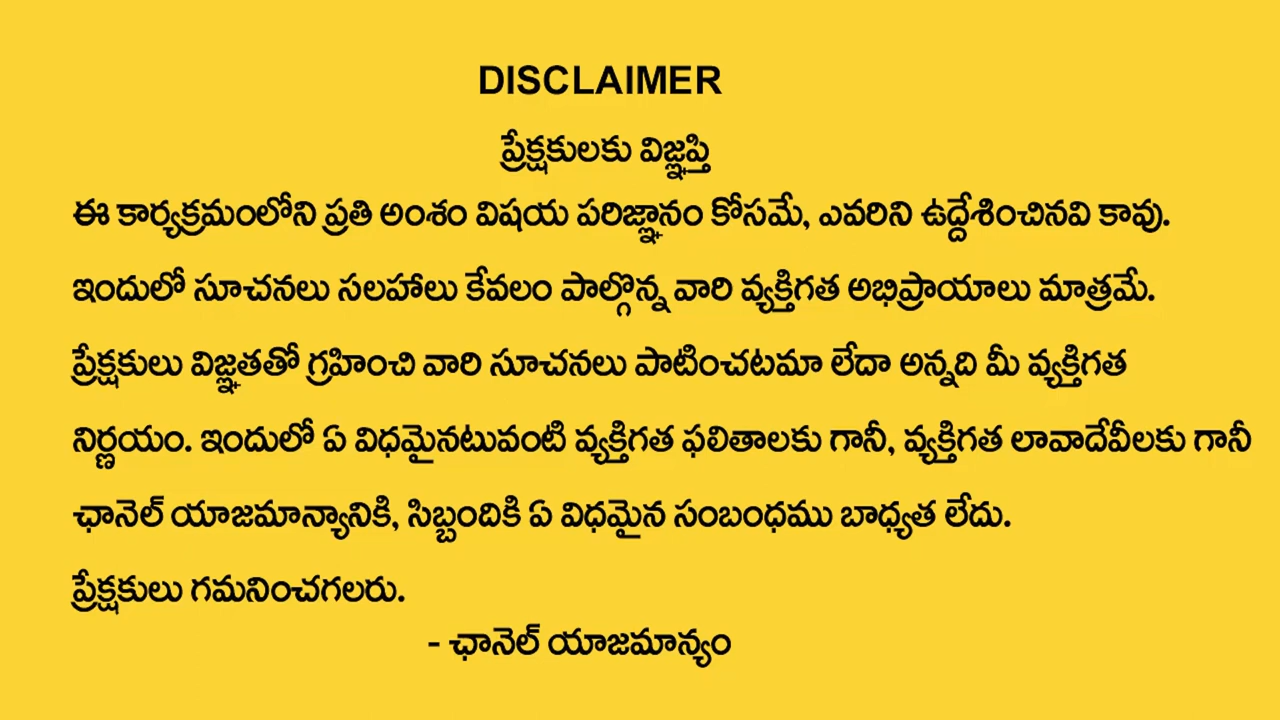 DISCLAIMER
ప్రేక్షకులకు విజ్ఞప్తి
ఈ కార్యక్రమంలోని ప్రతి అంశం విషయ పరిజ్ఞానం కోసమే, ఎవరిని ఉద్దేశించినవి కావు.
ఇందులో సూచనలు సలహాలు కేవలం పాల్గొన్న వారి వ్యక్తిగత అభిప్రాయాలు మాత్రమే.
ప్రేక్షకులు విజ్ఞతతో గ్రహించి వారి సూచనలు పాటించటమా లేదా అన్నది మీ వ్యక్తిగత
నిర్ణయం. ఇందులో ఏ విధమైనటువంటి వ్యక్తిగత ఫలితాలకు గానీ, వ్యక్తిగత లావాదేవీలకు గానీ
ఛానెల్ యాజమాన్యానికి, సిబ్బందికి ఏ విధమైన సంబంధము బాధ్యత లేదు.
ప్రేక్షకులు గమనించగలరు.
- ఛానెల్ యాజమాన్యం